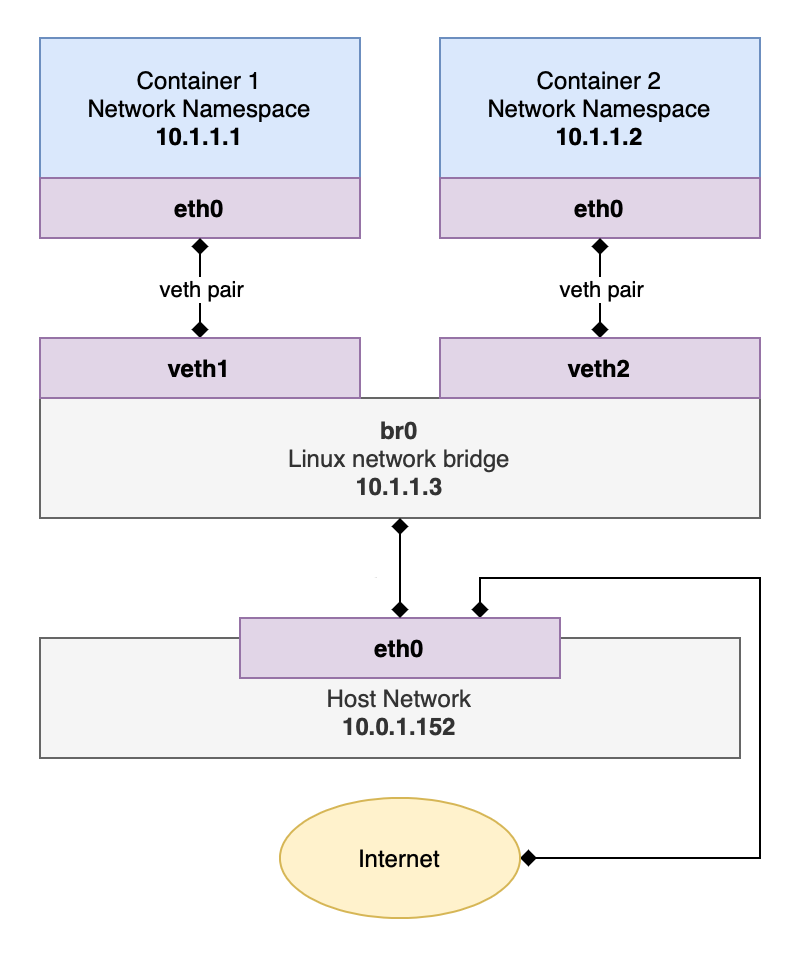 Container 1
Network Namespace
10.1.1.1
Container 2
Network Namespace
10.1.1.2
eth0
eth0
veth pair
veth pair
veth1
veth2
br0
Linux network bridge
10.1.1.3
eth0
Host Network
10.0.1.152
Internet